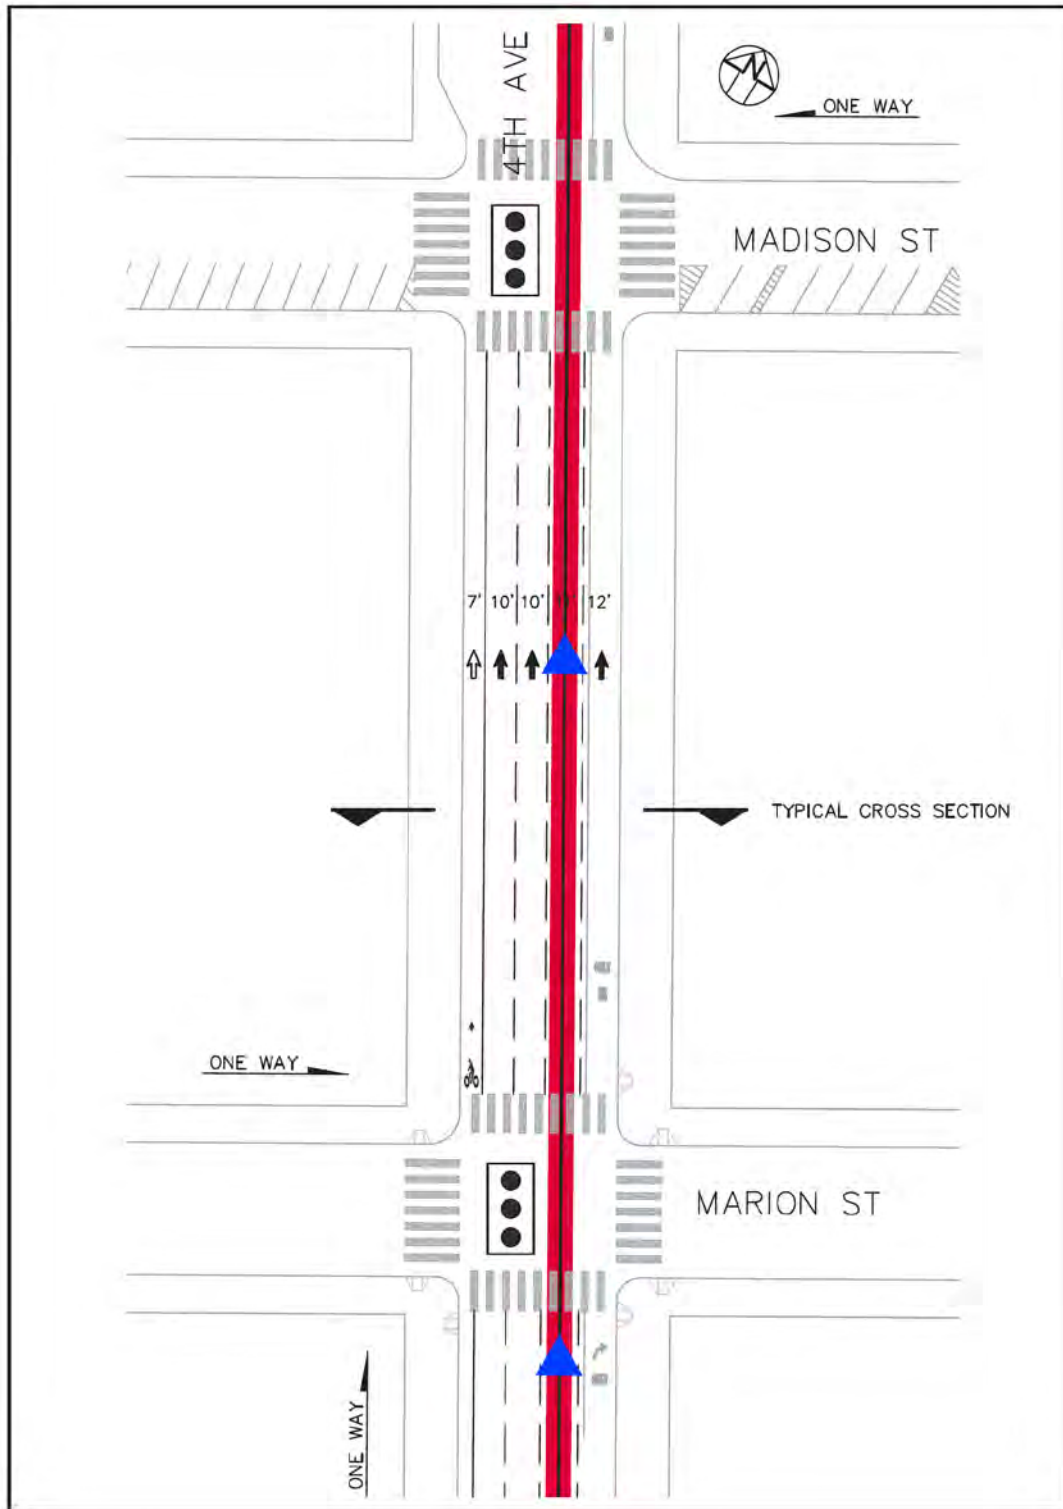 4TH AVE
N
ONE WAY
MADISON ST
7' 10' 10' 12'
TYPICAL CROSS SECTION
ONE WAY
MARION ST
ONE WAY